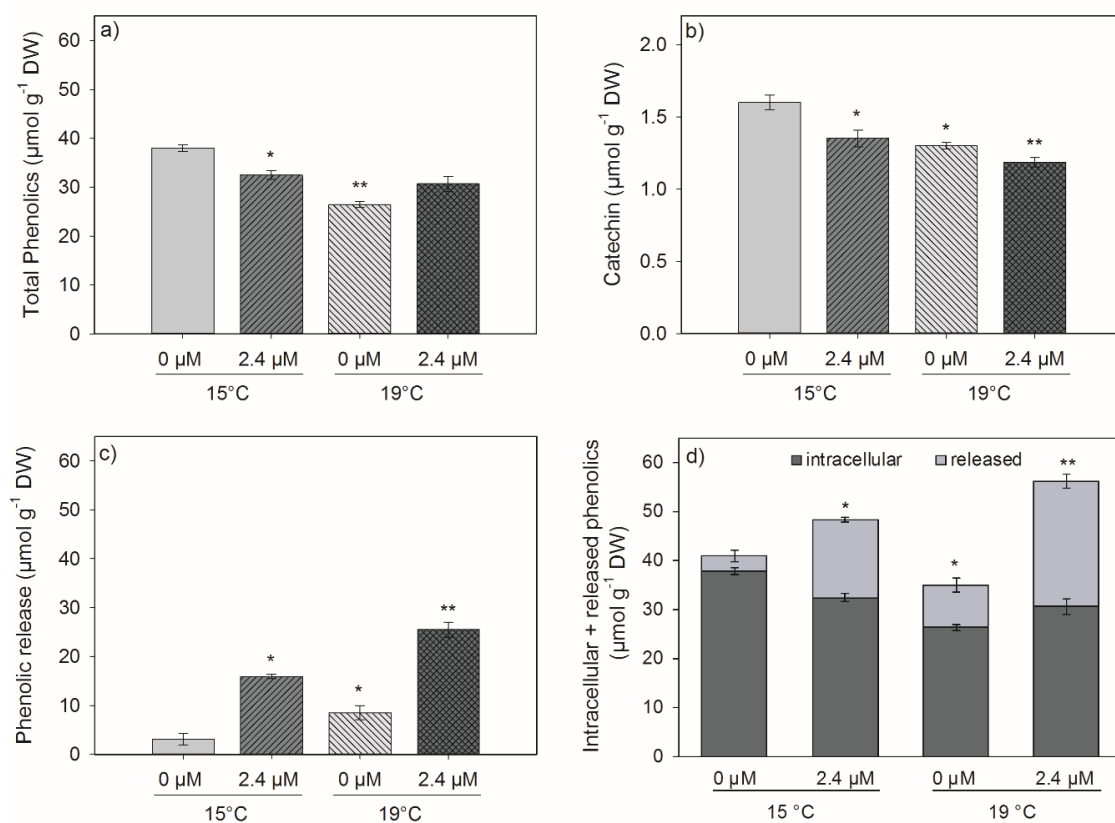 a)
Total Phenolics (µmol g⁻¹ DW)
60
50
40
30
20
10
0
*
**
0 µM 2.4 µM 0 µM 2.4 µM
15°C 19°C
b)
Catechin (µmol g⁻¹ DW)
2.0
1.5
1.0
0.5
0.0
*
*
**
0 µM 2.4 µM 0 µM 2.4 µM
15°C 19°C
c)
Phenolic release (µmol g⁻¹ DW)
60
50
40
30
20
10
0
*
*
**
0 µM 2.4 µM 0 µM 2.4 µM
15°C 19°C
d)
intracellular released
Intracellular + released phenolics
(µmol g⁻¹ DW)
60
50
40
30
20
10
0
*
*
**
0 µM 2.4 µM 0 µM 2.4 µM
15 °C 19 °C